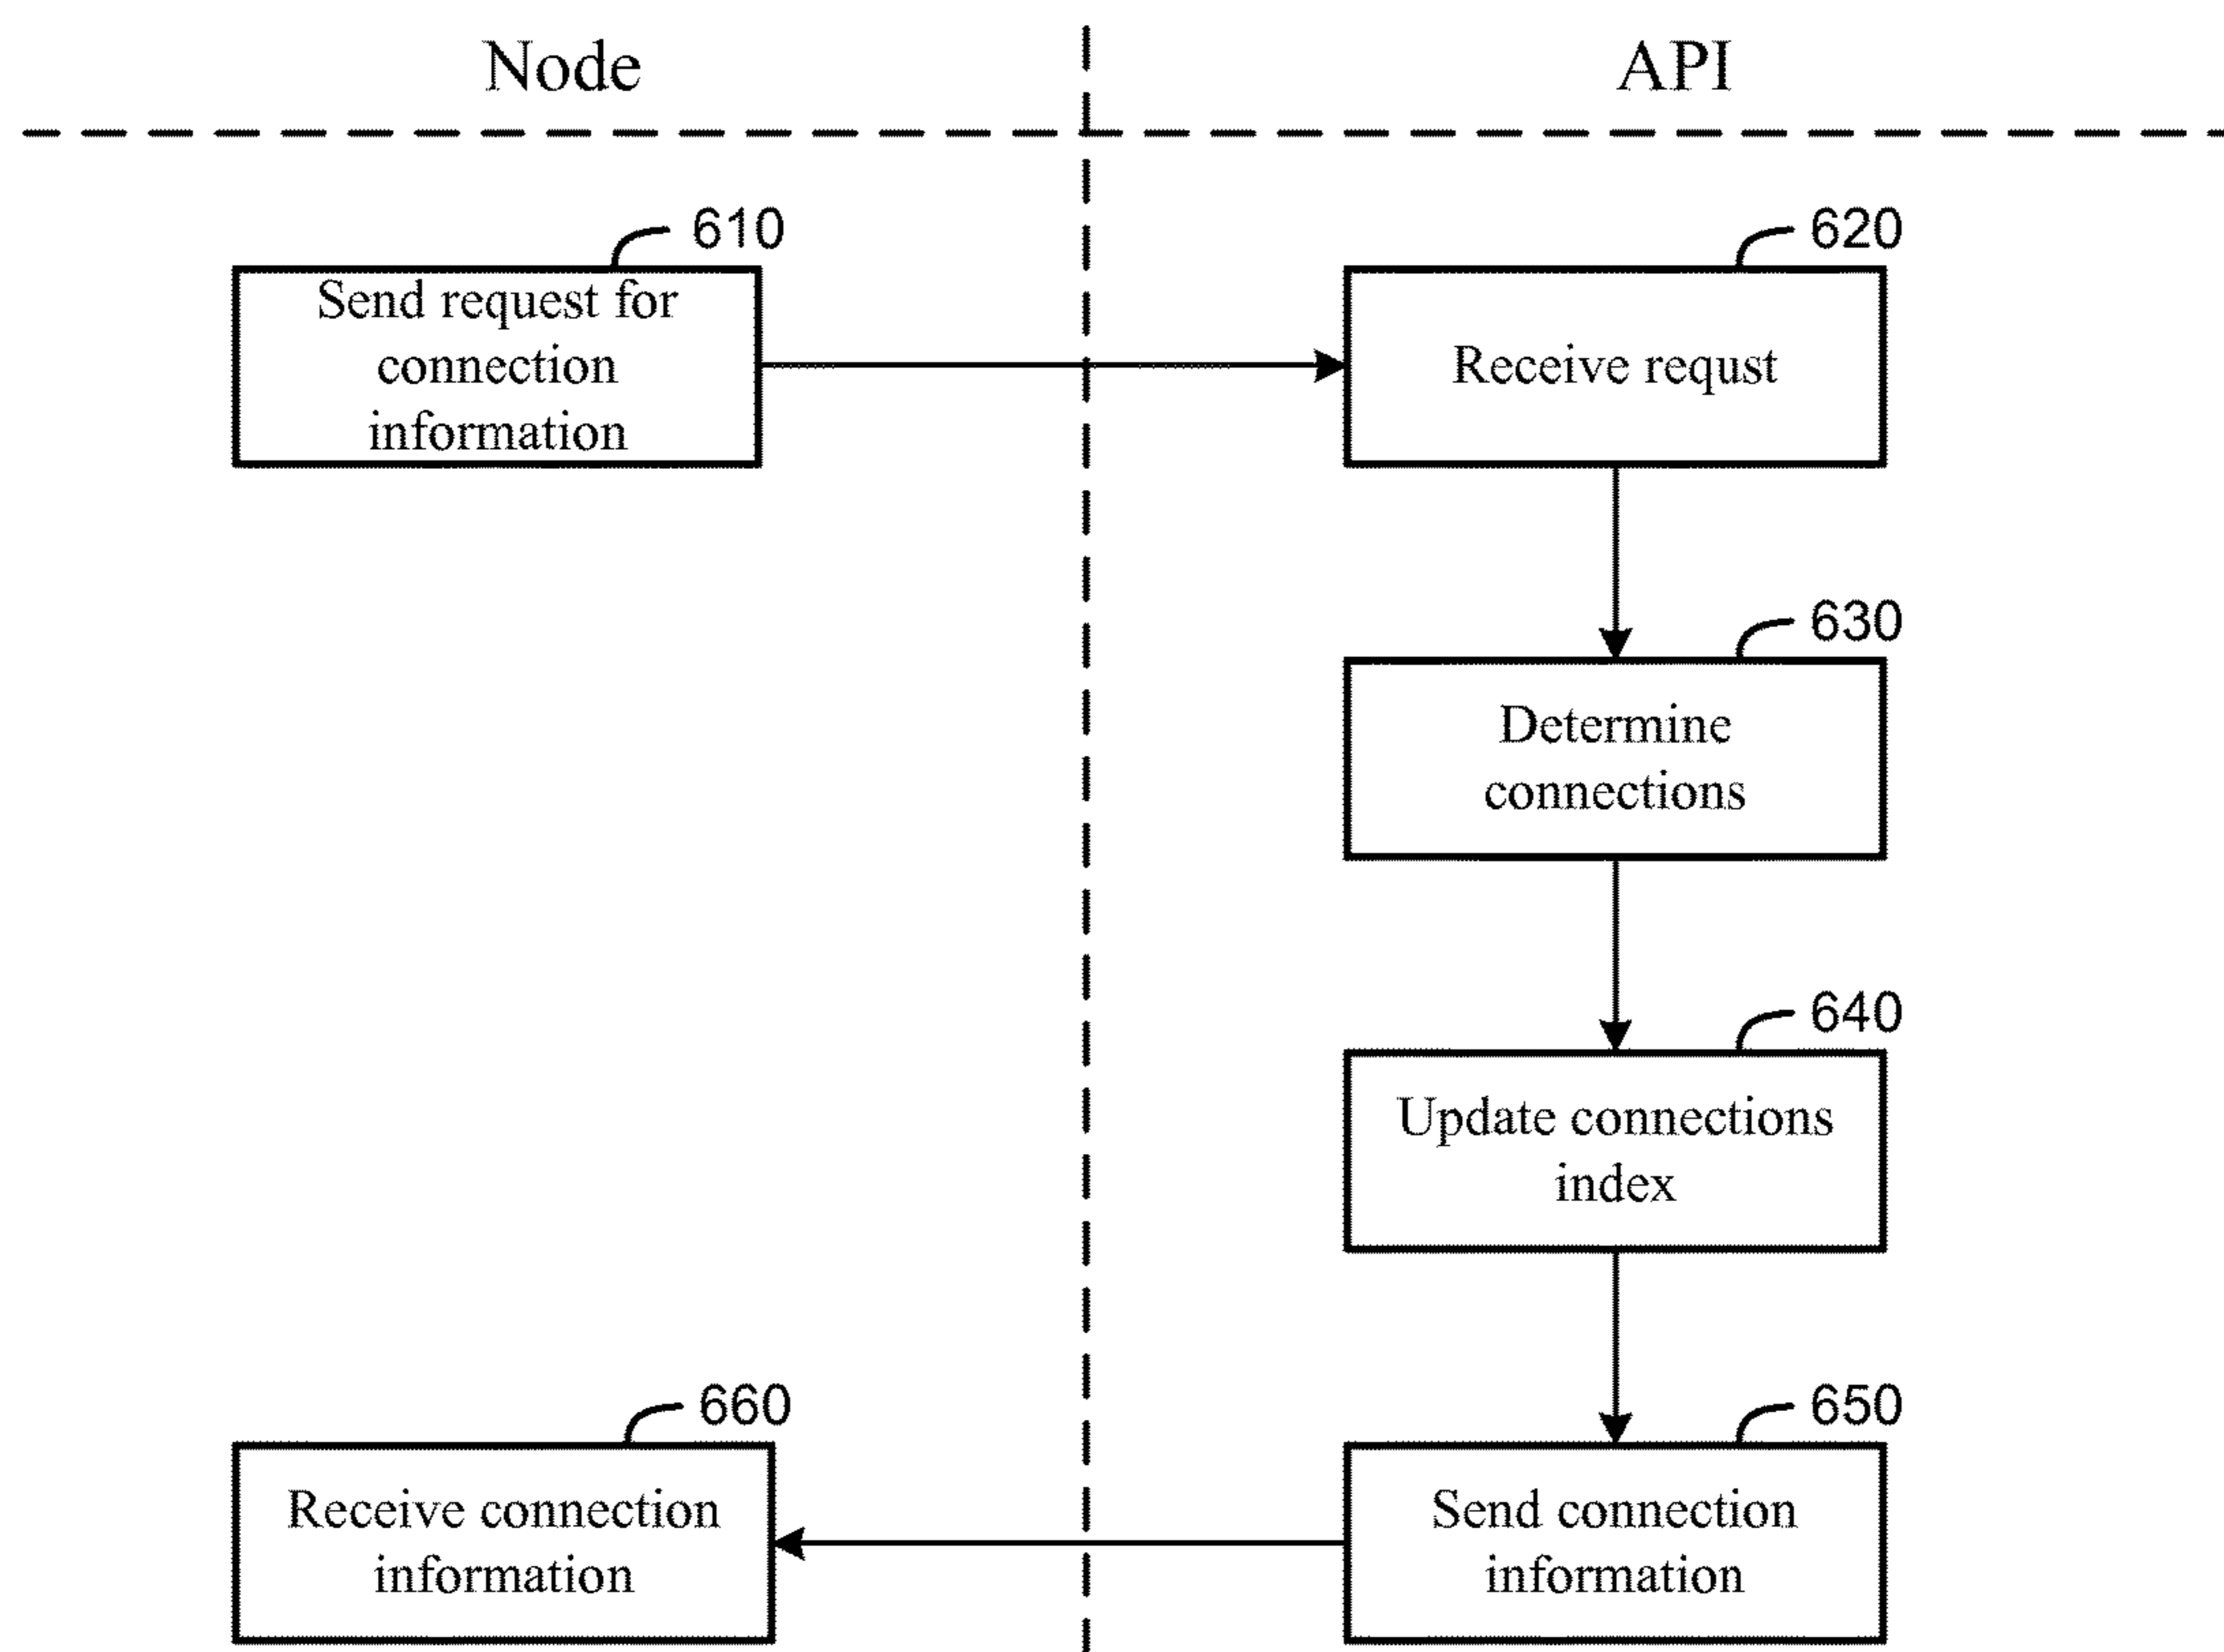 Node
API
610
620
Send request for
connection
information
Receive requst
630
Determine
connections
640
Update connections
index
660
650
Receive connection
information
Send connection
information